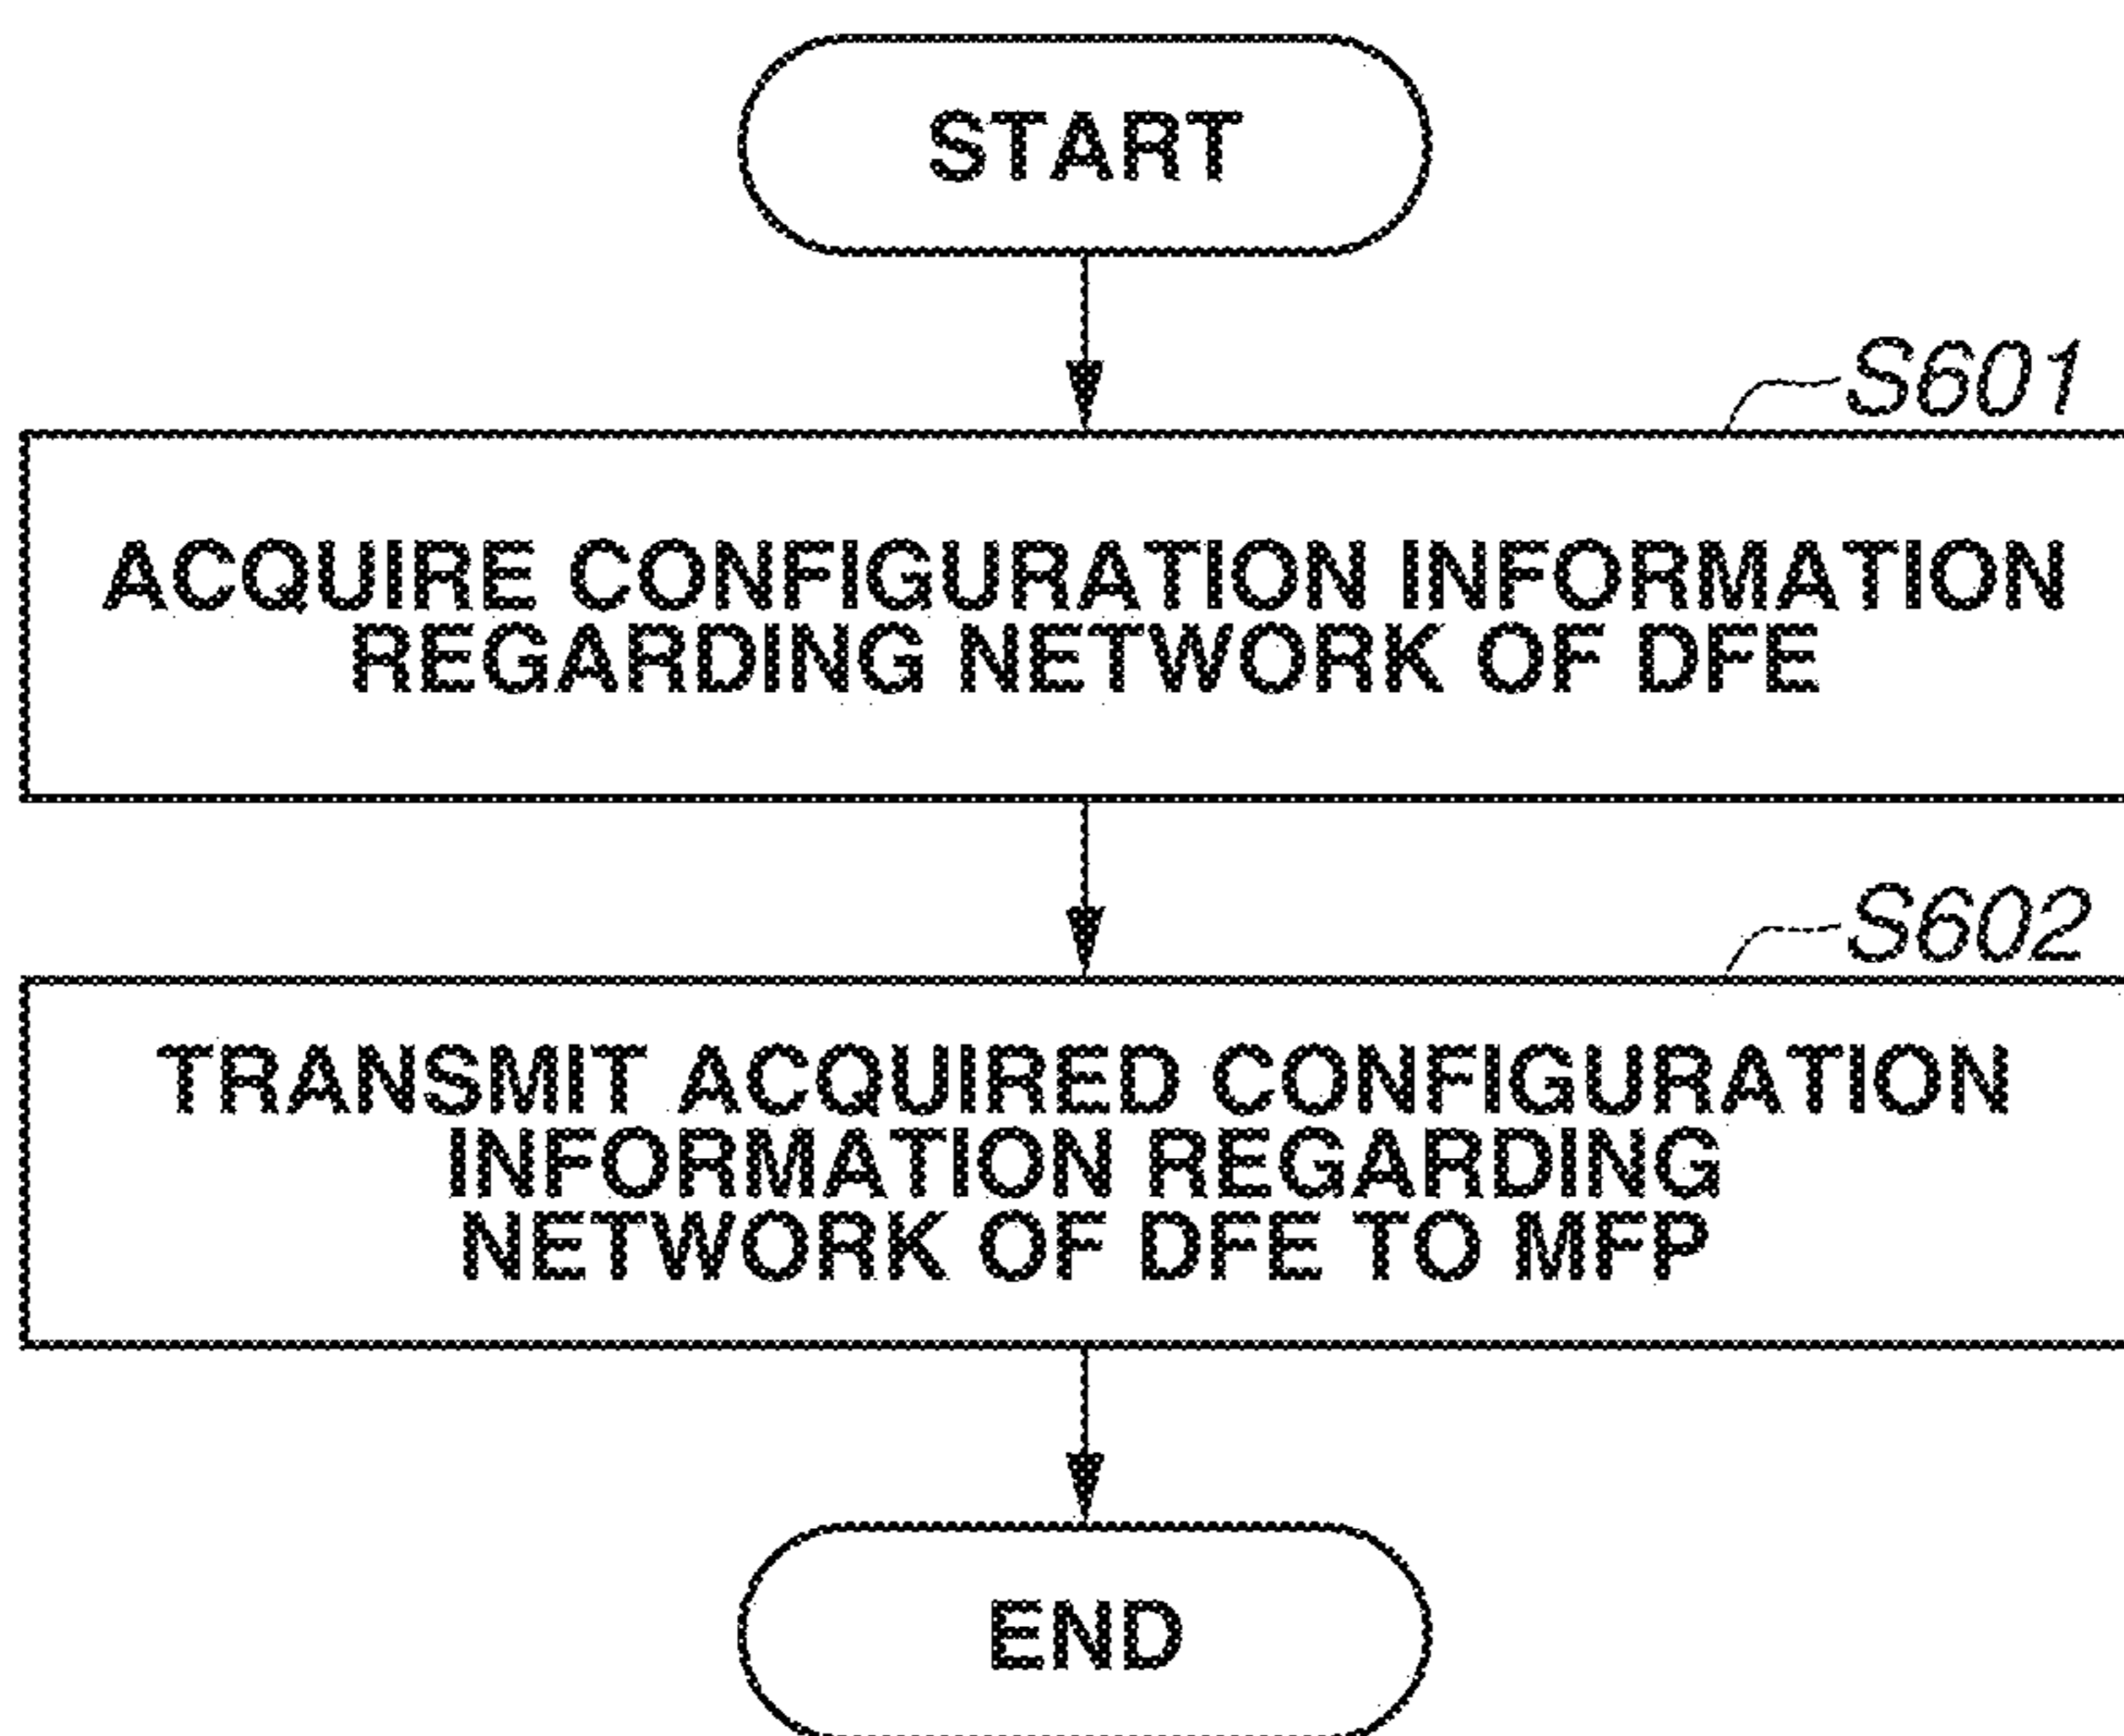 START
S601
ACQUIRE CONFIGURATION INFORMATION
REGARDING NETWORK OF DFE
S602
TRANSMIT ACQUIRED CONFIGURATION
INFORMATION REGARDING
NETWORK OF DFE TO MFP
END